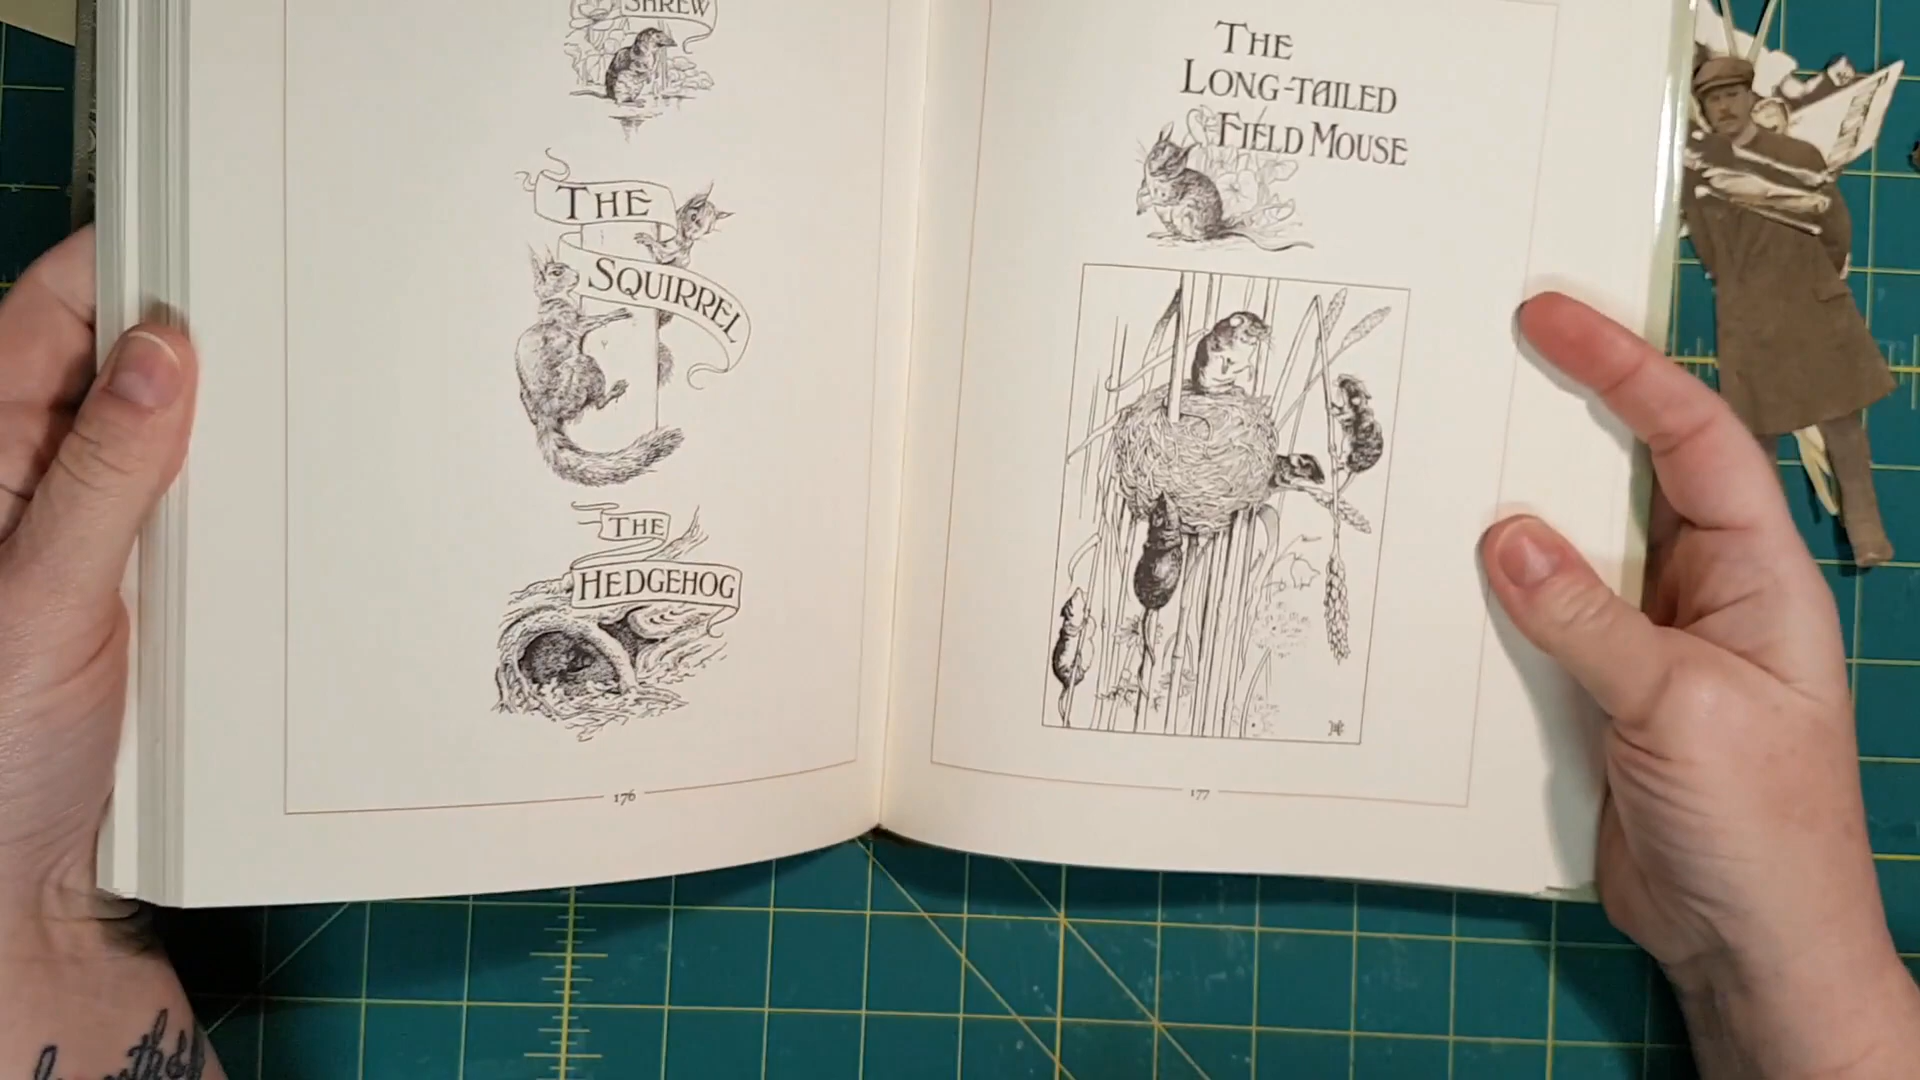 SHREW
THE
SQUIRREL
THE
HEDGEHOG
176
THE
LONG-TAILED
FIELD MOUSE
177